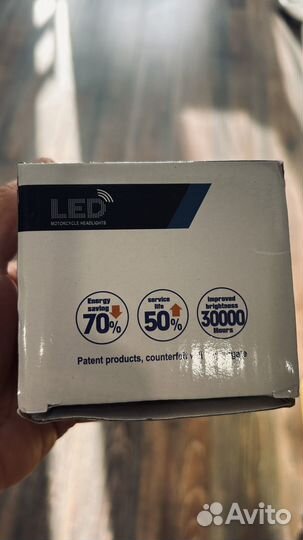 LED
MOTORCYCLE HEADLIGHTS
Energy
saving
70%
service
life
50%
Improved
brightness
30000
Hours
Patent products, counterfeit
Avito